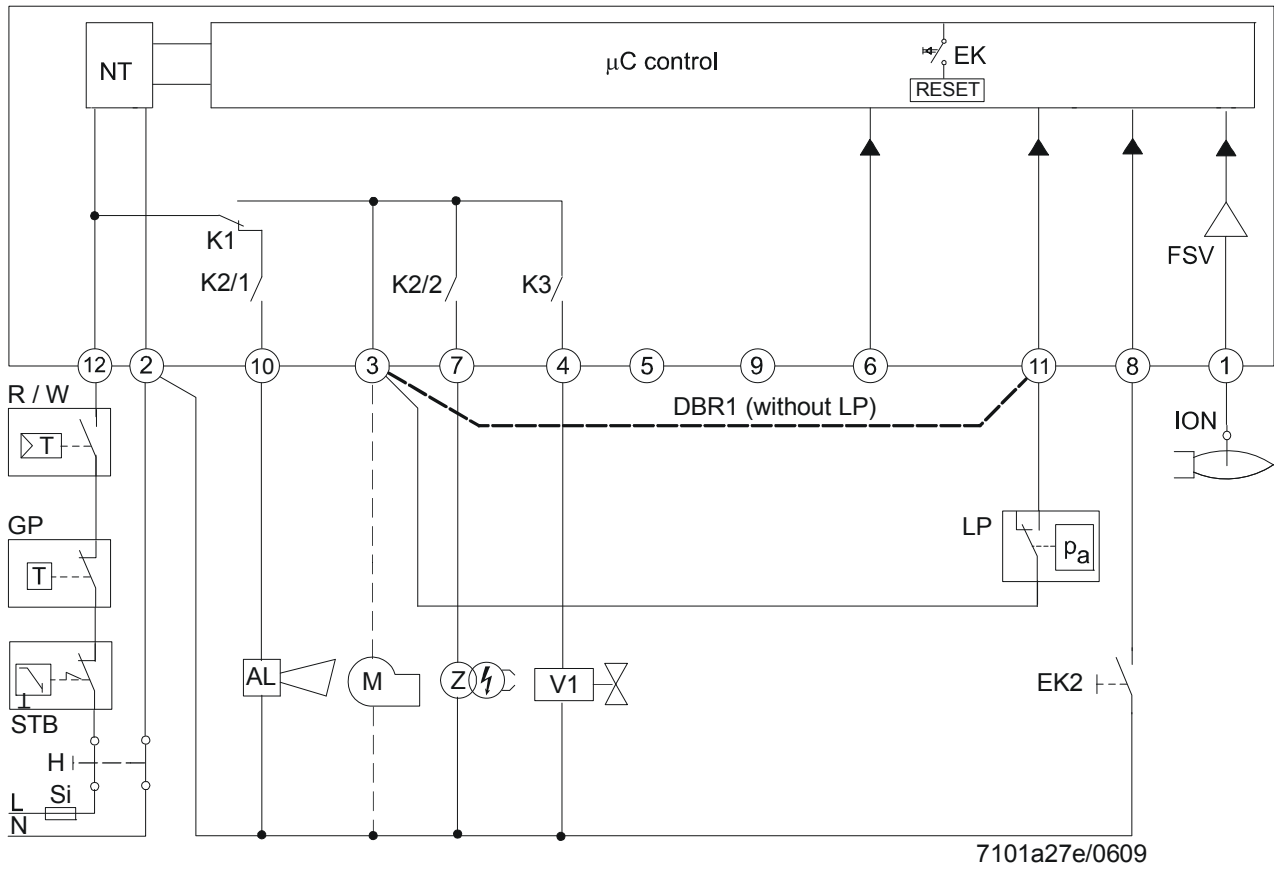 NT
μC control
EK
RESET
FSV
K1
K2/1
K2/2
K3
12
2
10
3
7
4
5
9
6
11
8
1
R / W
DBR1 (without LP)
ION
T
GP
LP
pa
T
AL
M
Z
V1
EK2
STB
H
Si
L
N
7101a27e/0609